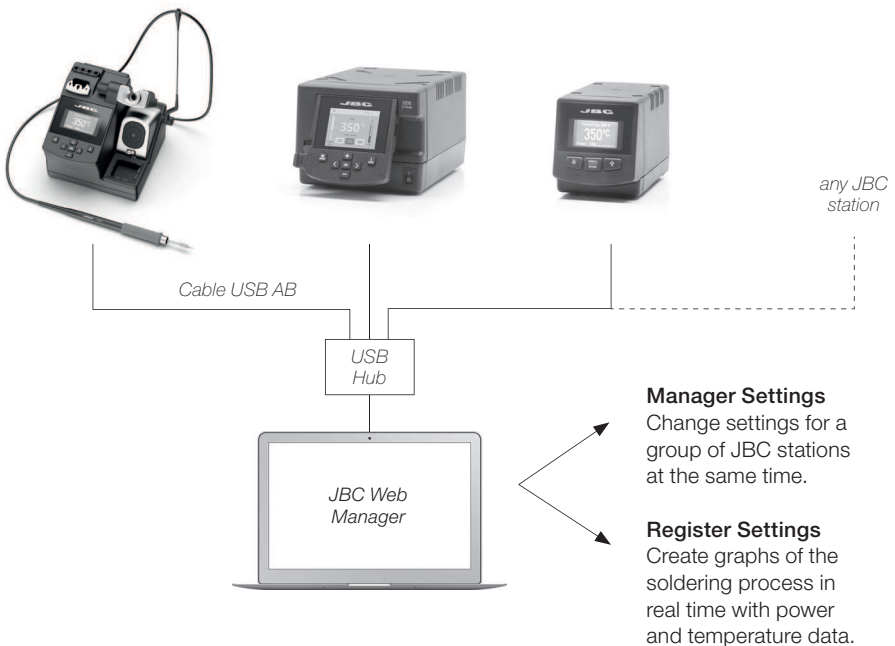 350°C
JBC
350°
JBC
350°C
any JBC
station
Cable USB AB
USB
Hub
JBC Web
Manager
Manager Settings
Change settings for a
group of JBC stations
at the same time.
Register Settings
Create graphs of the
soldering process in
real time with power
and temperature data.